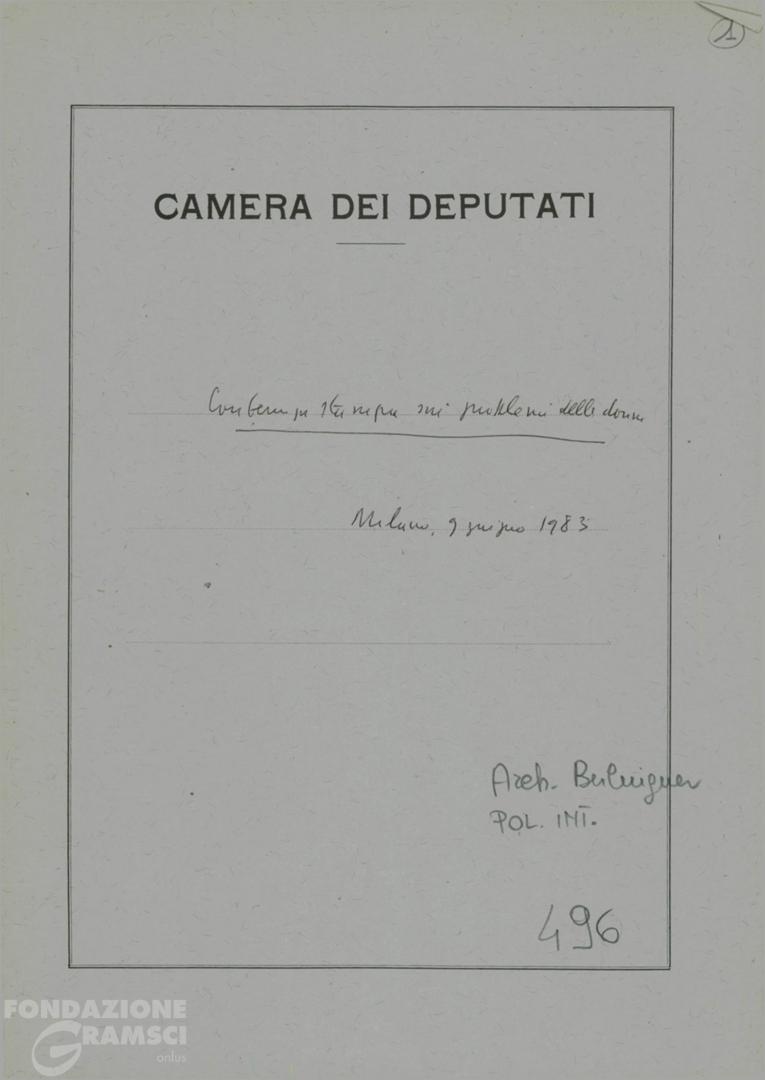 1
CAMERA DEI DEPUTATI
Conferenza stampa sui problemi delle donne
Milano, 9 giugno 1983
Arch. Berlinguer
POL. INT.
496
FONDAZIONE
GRAMSCI
onlus